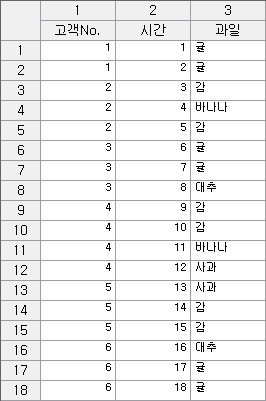 1 2 3
고객No. 시간 과일
1 1 1 귤
2 1 2 귤
3 2 3 감
4 2 4 바나나
5 2 5 감
6 3 6 귤
7 3 7 귤
8 3 8 대추
9 4 9 감
10 4 10 감
11 4 11 바나나
12 4 12 사과
13 5 13 사과
14 5 14 감
15 5 15 감
16 6 16 대추
17 6 17 귤
18 6 18 귤